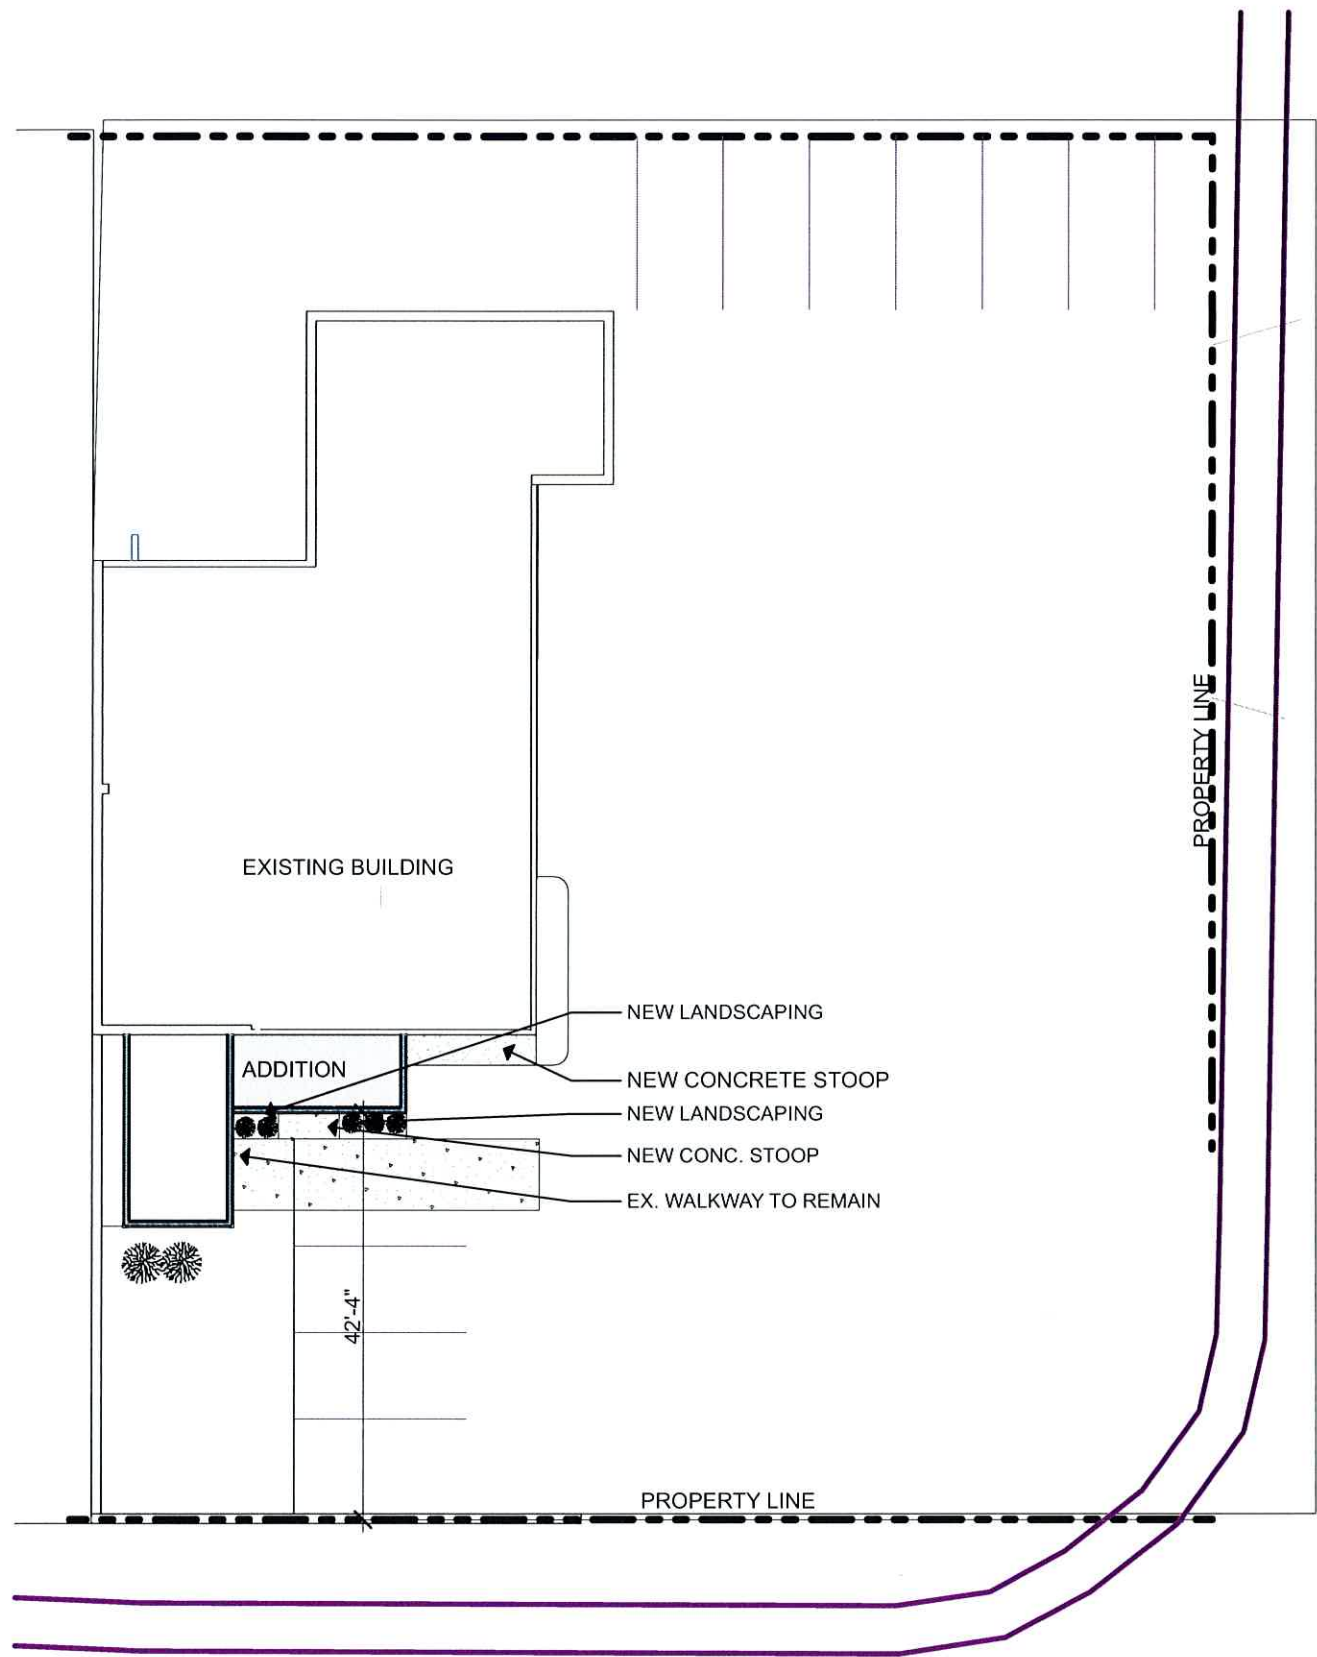 PROPERTY LINE
EXISTING BUILDING
NEW LANDSCAPING
ADDITION
NEW CONCRETE STOOP
NEW LANDSCAPING
NEW CONC. STOOP
EX. WALKWAY TO REMAIN
42'-4"
PROPERTY LINE